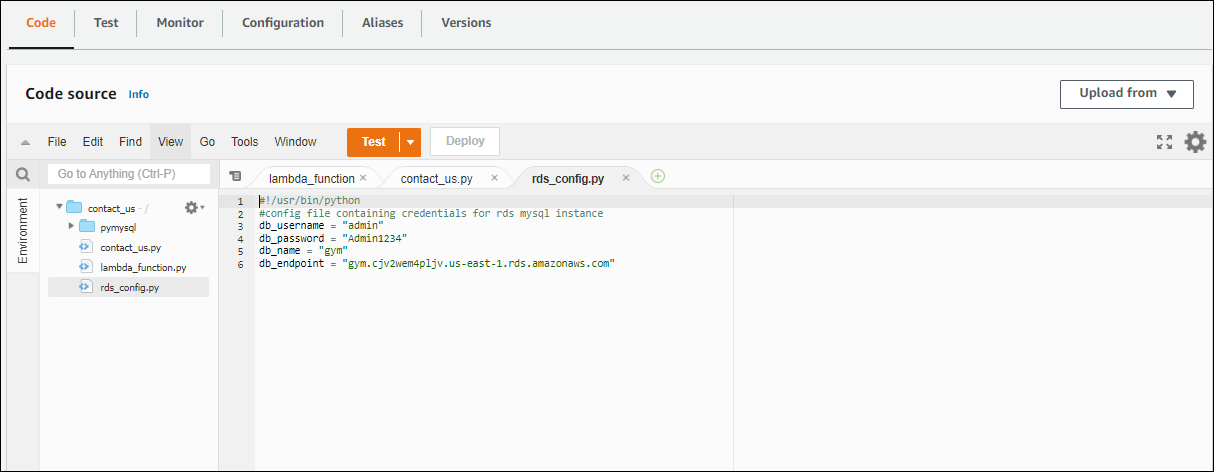 Code Test Monitor Configuration Aliases Versions
Code source Info Upload from
File Edit Find View Go Tools Window Test Deploy
Go to Anything (Ctrl-P) lambda_function contact_us.py rds_config.py
Environment
contact_us - /
pymysql
contact_us.py
lambda_function.py
rds_config.py
1 #!/usr/bin/python
2 #config file containing credentials for rds mysql instance
3 db_username = "admin"
4 db_password = "Admin1234"
5 db_name = "gym"
6 db_endpoint = "gym.cjv2wem4pljv.us-east-1.rds.amazonaws.com"